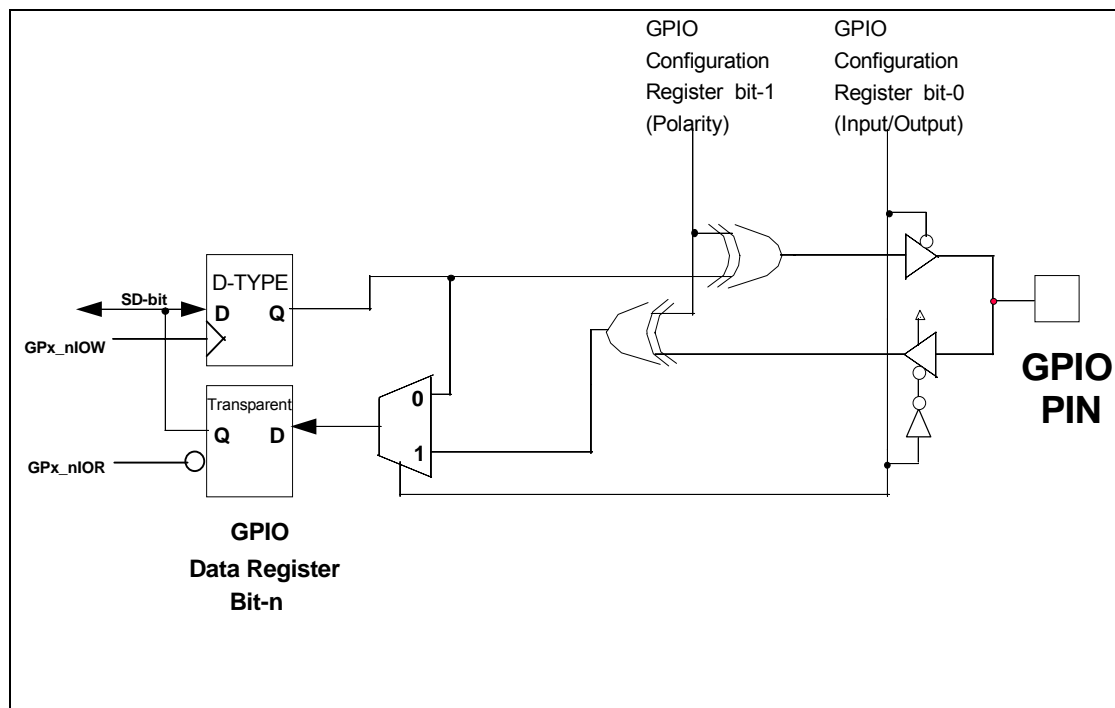 GPIO
Configuration
Register bit-1
(Polarity)
GPIO
Configuration
Register bit-0
(Input/Output)
D-TYPE
SD-bit
D
Q
GPx_nIOW
Transparent
Q
D
0
1
GPx_nIOR
GPIO
PIN
GPIO
Data Register
Bit-n